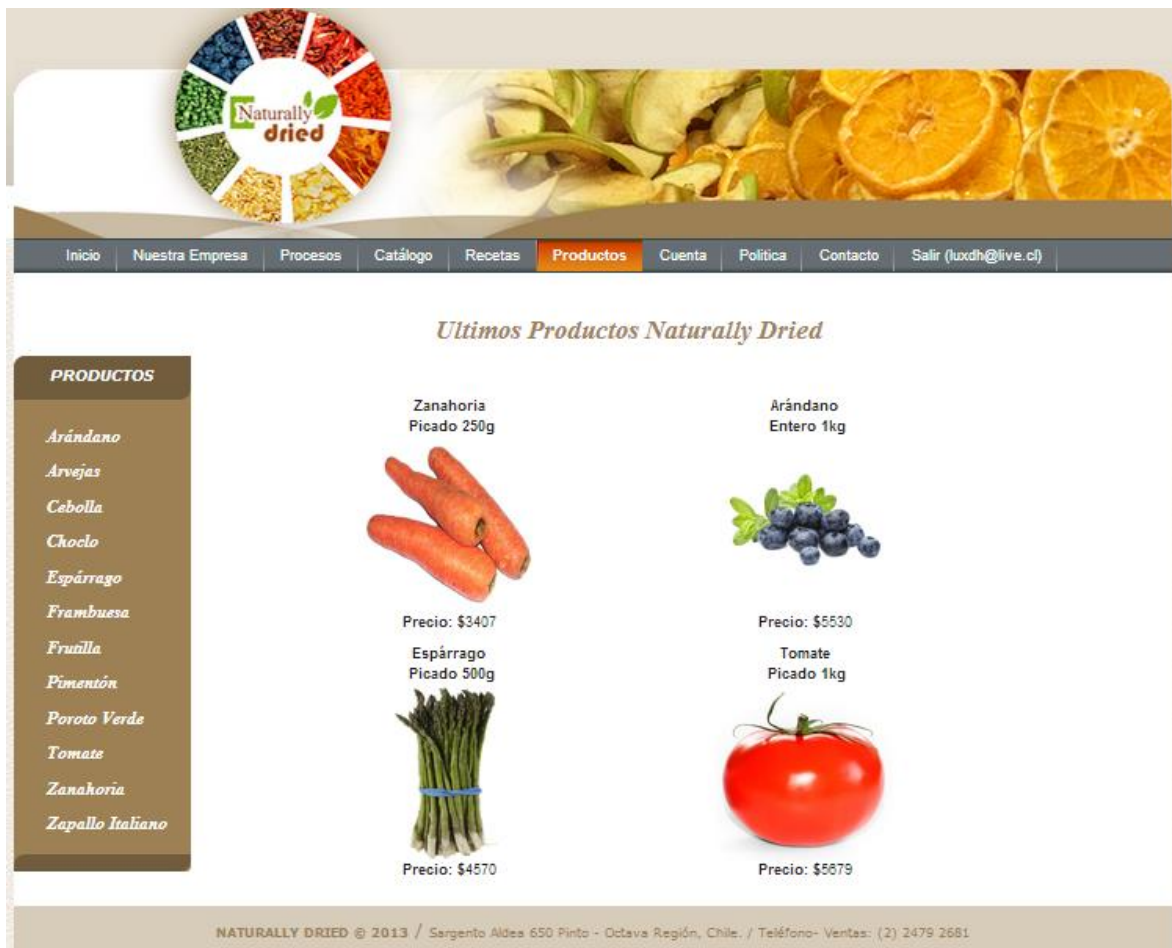 Naturally
dried
Inicio Nuestra Empresa Procesos Catálogo Recetas Productos Cuenta Politica Contacto Salir (luxdh@live.cl)
Ultimos Productos Naturally Dried
PRODUCTOS
Arándano
Arvejas
Cebolla
Choclo
Espárrago
Frambuesa
Frutilla
Pimentón
Poroto Verde
Tomate
Zanahoria
Zapallo Italiano
Zanahoria
Picado 250g
Precio: $3407
Arándano
Entero 1kg
Precio: $5530
Espárrago
Picado 500g
Precio: $4570
Tomate
Picado 1kg
Precio: $5679
NATURALLY DRIED © 2013 / Sargento Aldea 650 Pinto - Octava Región, Chile. / Teléfono- Ventas: (2) 2479 2681